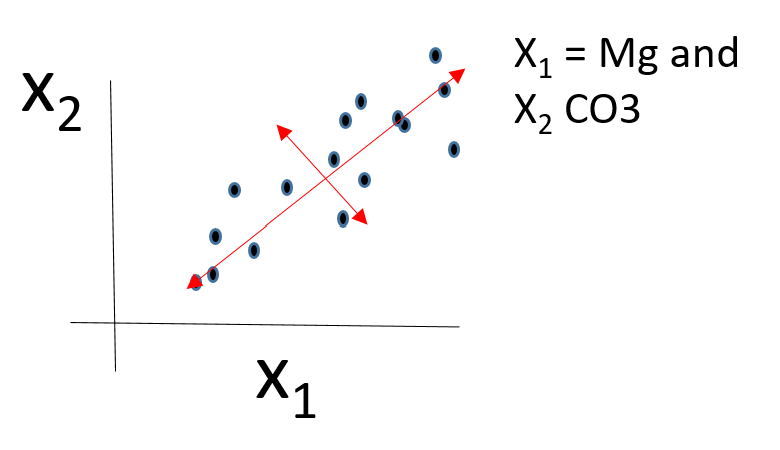 X₂
X₁ = Mg and
X₂ CO3
X₁